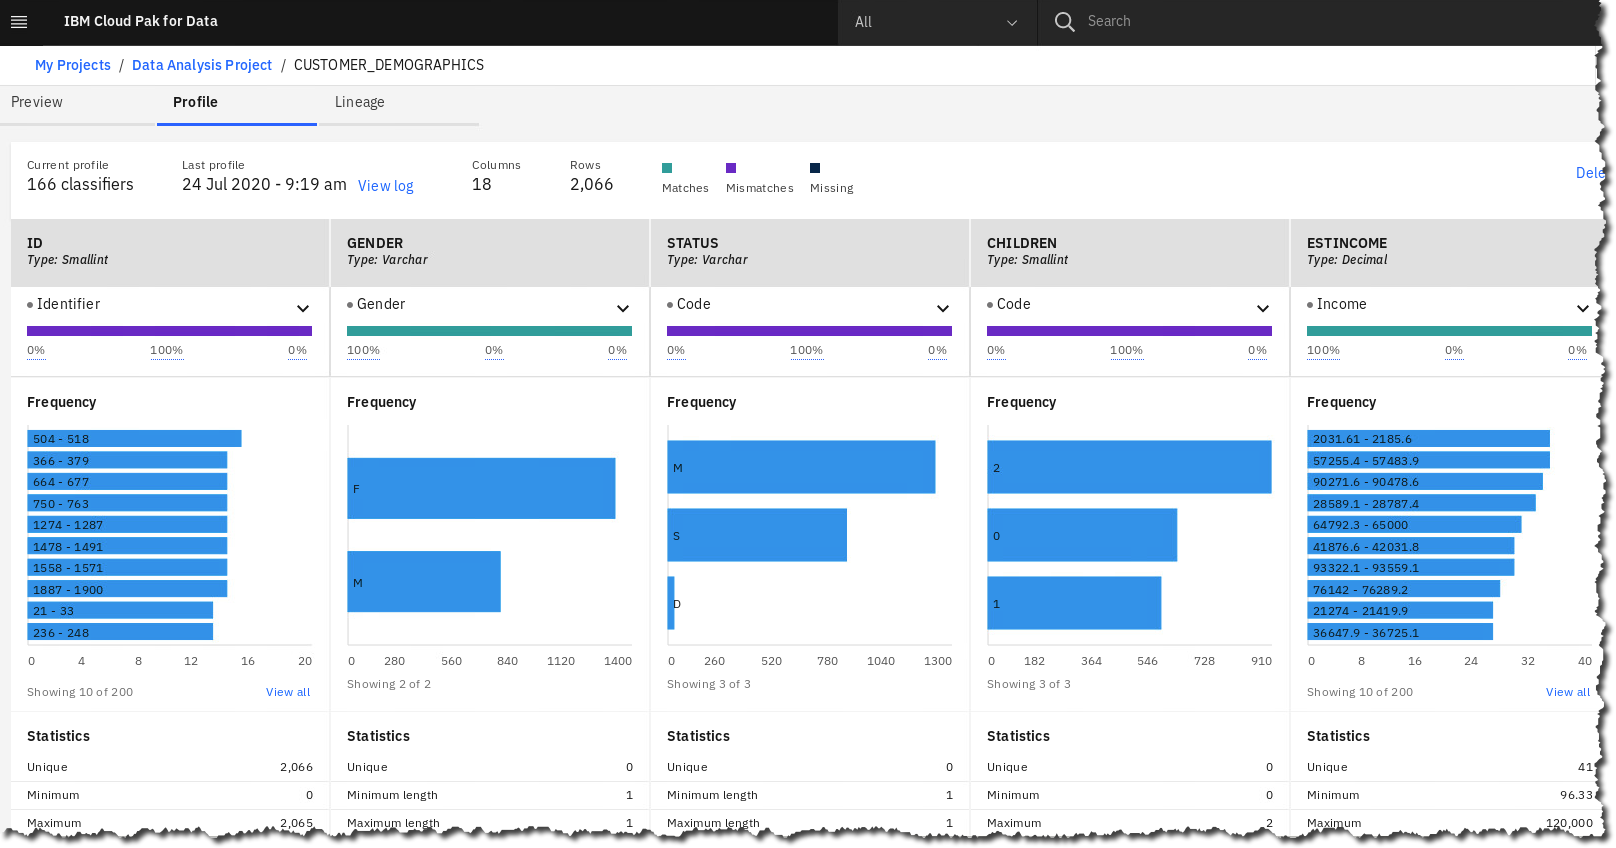 IBM Cloud Pak for Data
All
Search
My Projects / Data Analysis Project / CUSTOMER_DEMOGRAPHICS
Preview
Profile
Lineage
Current profile
166 classifiers
Last profile
24 Jul 2020 - 9:19 am
View log
Columns
18
Rows
2,066
Matches
Mismatches
Missing
Dele
ID
Type: Smallint
Identifier
0% 100% 0%
Frequency
504 - 518
366 - 379
664 - 677
750 - 763
1274 - 1287
1478 - 1491
1558 - 1571
1887 - 1900
21 - 33
236 - 248
0 4 8 12 16 20
Showing 10 of 200
View all
Statistics
Unique 2,066
Minimum 0
Maximum 2,065
GENDER
Type: Varchar
Gender
100% 0% 0%
Frequency
F
M
0 280 560 840 1120 1400
Showing 2 of 2
Statistics
Unique 0
Minimum length 1
Maximum length 1
STATUS
Type: Varchar
Code
0% 100% 0%
Frequency
M
S
D
0 260 520 780 1040 1300
Showing 3 of 3
Statistics
Unique 0
Minimum length 1
Maximum length 1
CHILDREN
Type: Smallint
Code
0% 100% 0%
Frequency
2
0
1
0 182 364 546 728 910
Showing 3 of 3
Statistics
Unique 0
Minimum 0
Maximum 2
ESTINCOME
Type: Decimal
Income
100% 0% 0%
Frequency
2031.61 - 2185.6
57255.4 - 57483.9
90271.6 - 90478.6
28589.1 - 28787.4
64792.3 - 65000
41876.6 - 42031.8
93322.1 - 93559.1
76142 - 76289.2
21274 - 21419.9
36647.9 - 36725.1
0 8 16 24 32 40
Showing 10 of 200
View all
Statistics
Unique 41
Minimum 96.33
Maximum 120,000